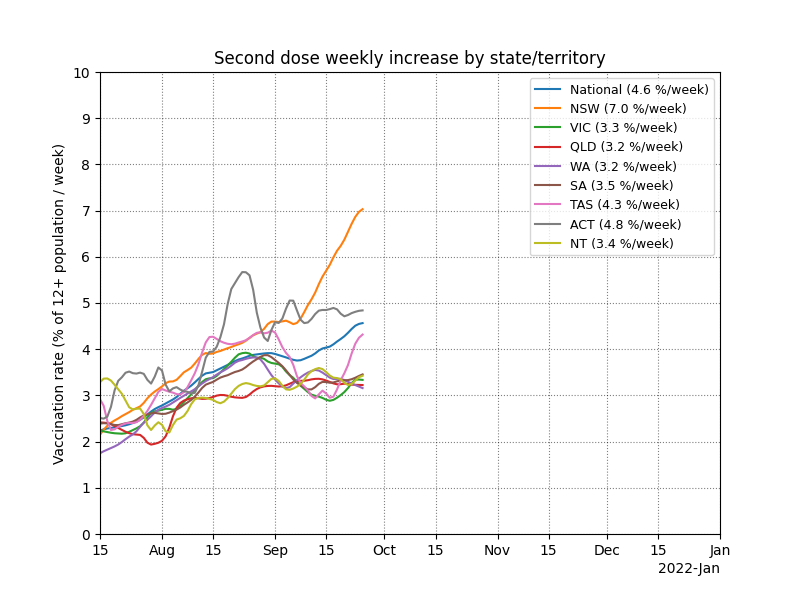 Second dose weekly increase by state/territory
Vaccination rate (% of 12+ population / week)
10
9
8
7
6
5
4
3
2
1
0
National (4.6 %/week)
NSW (7.0 %/week)
VIC (3.3 %/week)
QLD (3.2 %/week)
WA (3.2 %/week)
SA (3.5 %/week)
TAS (4.3 %/week)
ACT (4.8 %/week)
NT (3.4 %/week)
15 Aug 15 Sep 15 Oct 15 Nov 15 Dec 15 Jan
2022-Jan